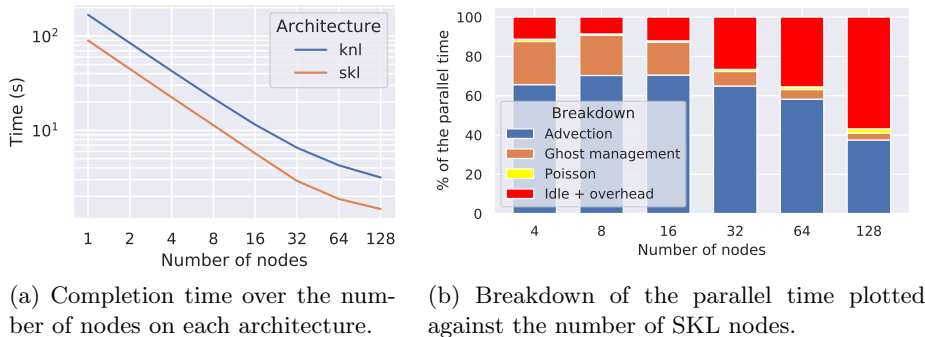 Architecture
knl
skl
10²
10¹
Time (s)
1 2 4 8 16 32 64 128
Number of nodes
(a) Completion time over the num-
ber of nodes on each architecture.
100
80
60
40
20
0
% of the parallel time
Breakdown
Advection
Ghost management
Poisson
Idle + overhead
4 8 16 32 64 128
Number of nodes
(b) Breakdown of the parallel time plotted
against the number of SKL nodes.